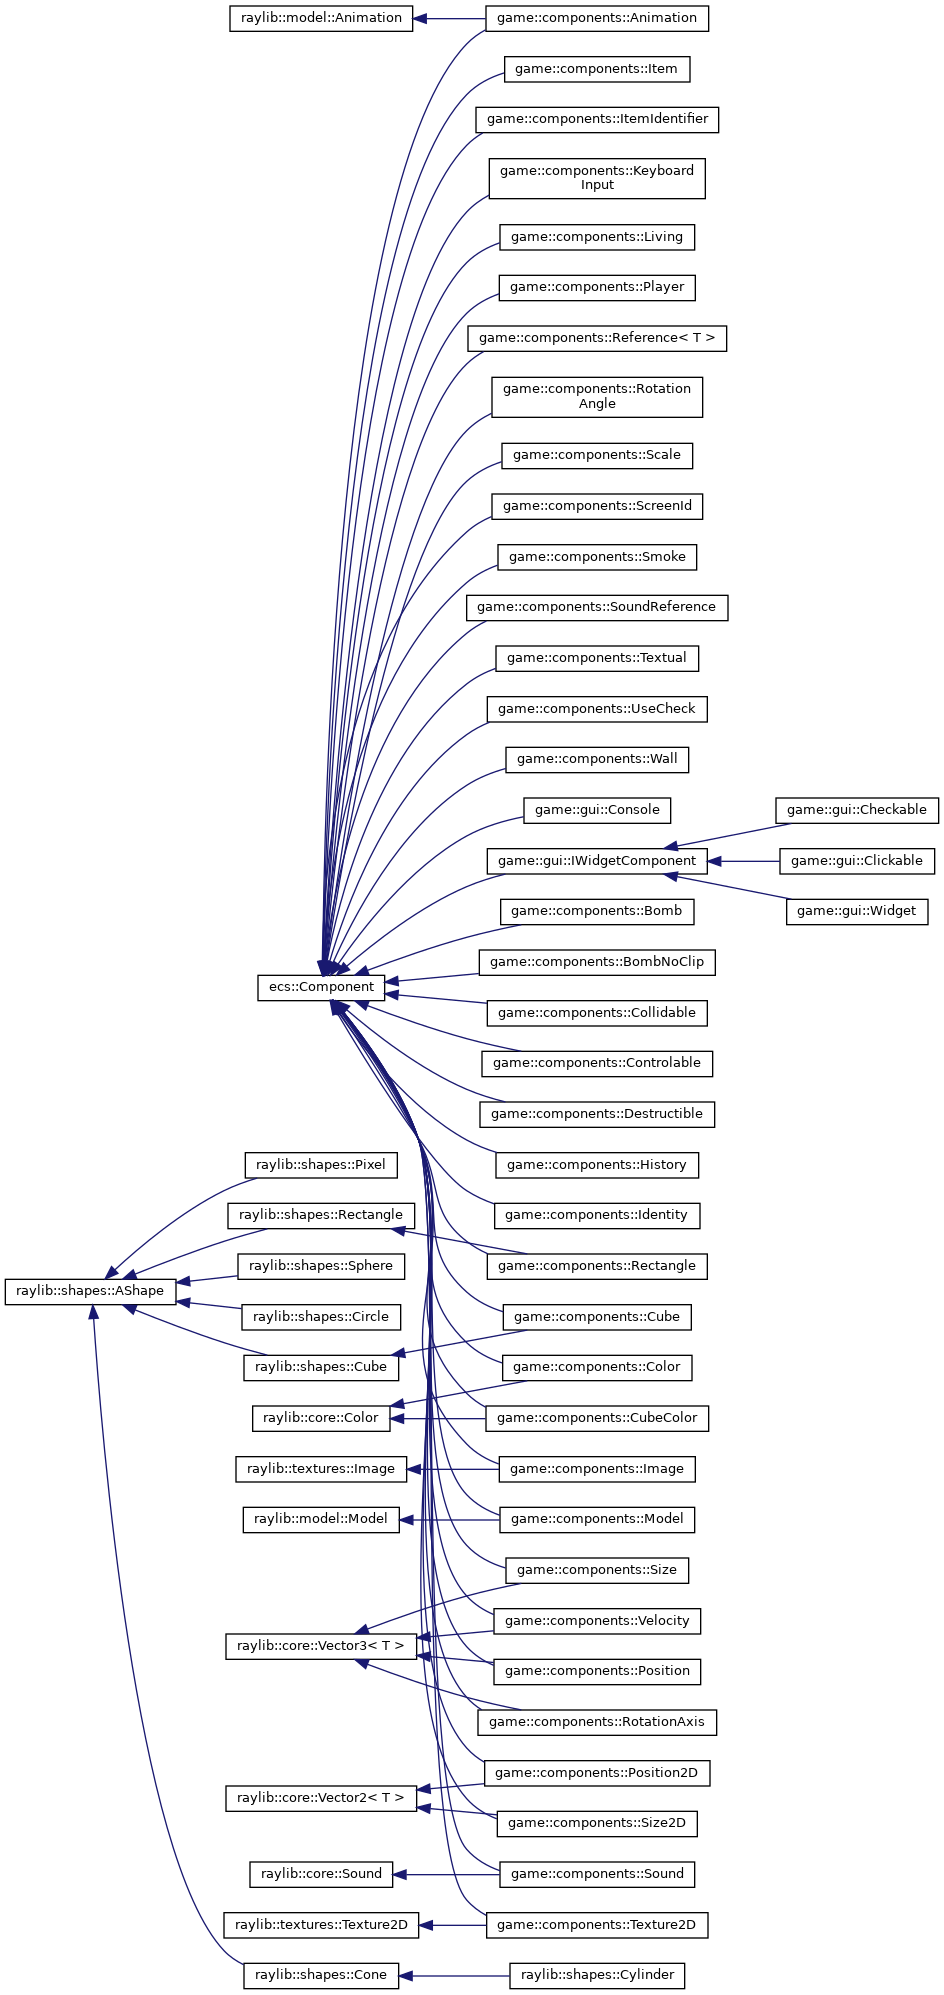 raylib::model::Animation
game::components::Animation
game::components::Item
game::components::ItemIdentifier
game::components::Keyboard
Input
game::components::Living
game::components::Player
game::components::Reference< T >
game::components::Rotation
Angle
game::components::Scale
game::components::ScreenId
game::components::Smoke
game::components::SoundReference
game::components::Textual
game::components::UseCheck
game::components::Wall
game::gui::Console
game::gui::Checkable
game::gui::IWidgetComponent
game::gui::Clickable
game::components::Bomb
game::gui::Widget
game::components::BombNoClip
ecs::Component
game::components::Collidable
game::components::Controlable
game::components::Destructible
raylib::shapes::Pixel
game::components::History
raylib::shapes::Rectangle
game::components::Identity
raylib::shapes::Sphere
game::components::Rectangle
raylib::shapes::AShape
raylib::shapes::Circle
game::components::Cube
raylib::shapes::Cube
game::components::Color
raylib::core::Color
game::components::CubeColor
raylib::textures::Image
game::components::Image
raylib::model::Model
game::components::Model
game::components::Size
game::components::Velocity
raylib::core::Vector3< T >
game::components::Position
game::components::RotationAxis
game::components::Position2D
raylib::core::Vector2< T >
game::components::Size2D
raylib::core::Sound
game::components::Sound
raylib::textures::Texture2D
game::components::Texture2D
raylib::shapes::Cone
raylib::shapes::Cylinder